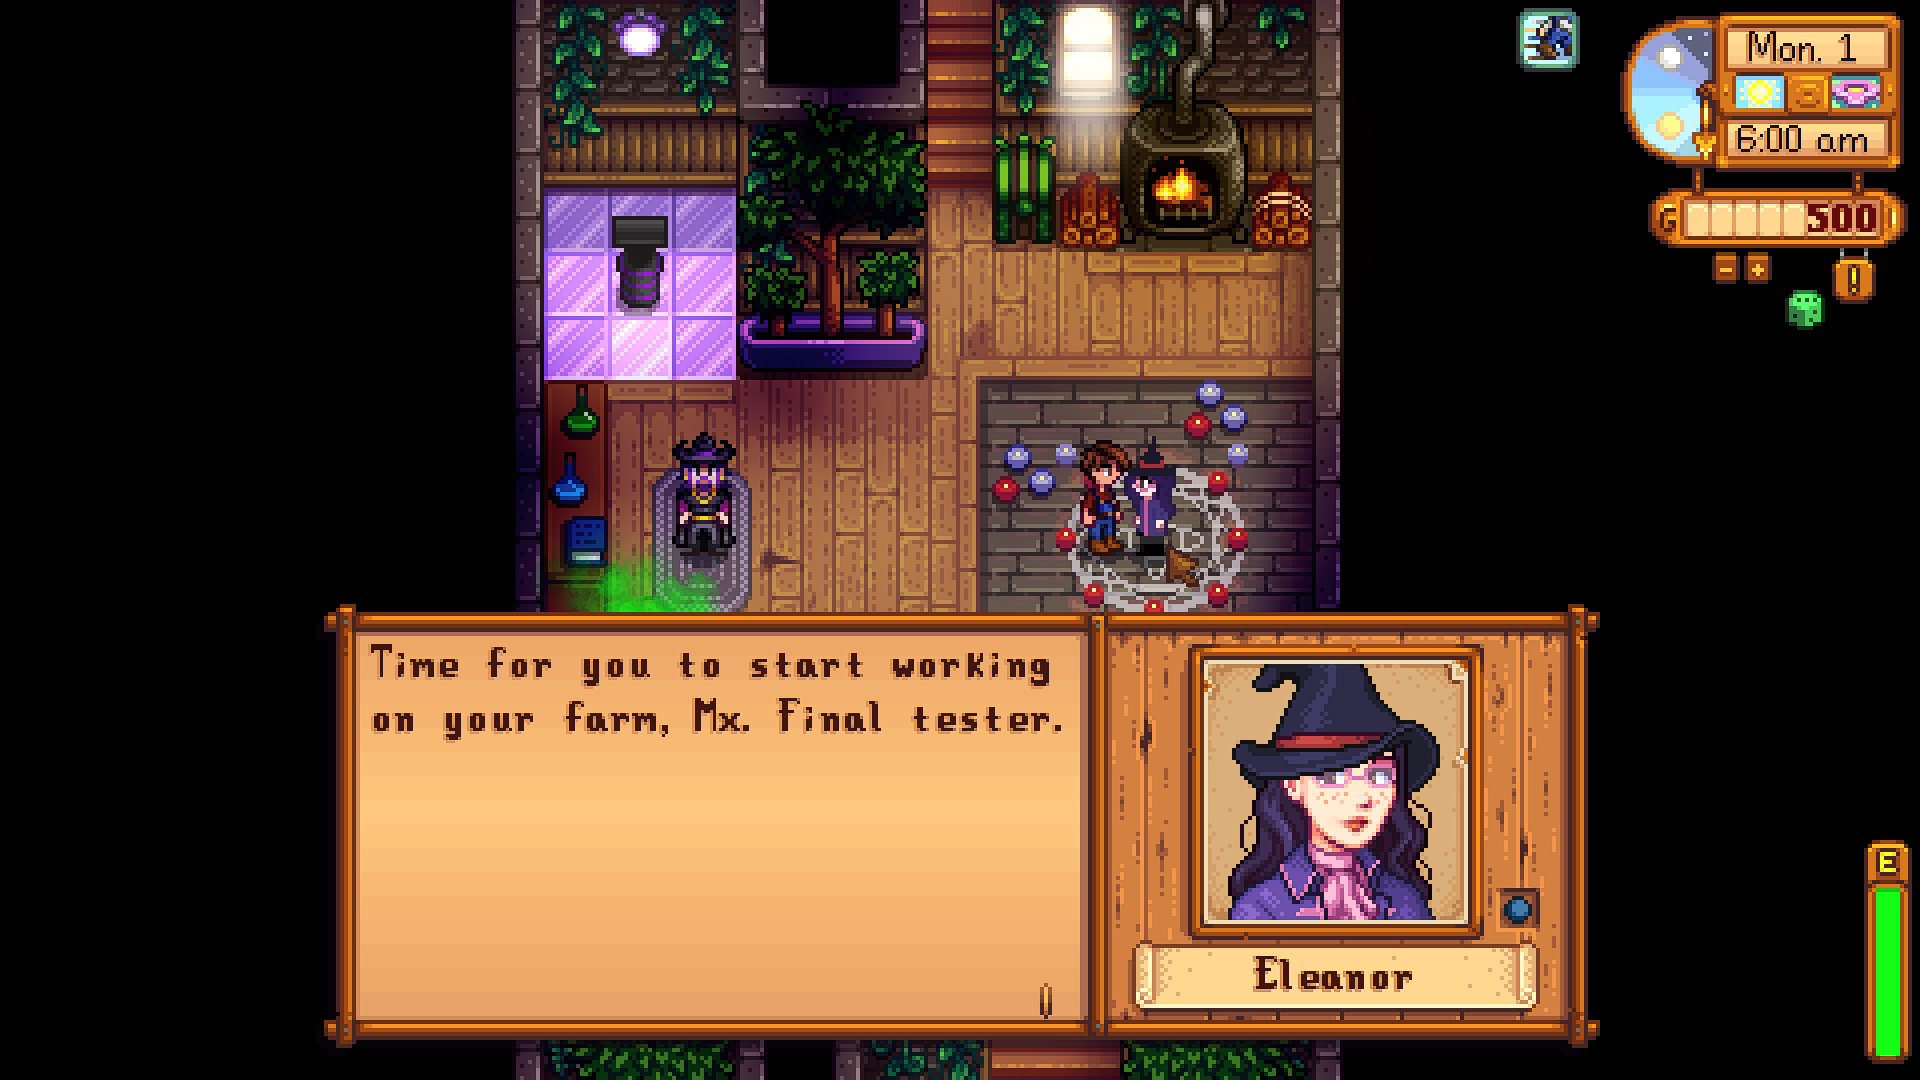 Mon. 1
6:00 am
500
Time for you to start working
on your farm, Mx. Final tester.
Eleanor
E